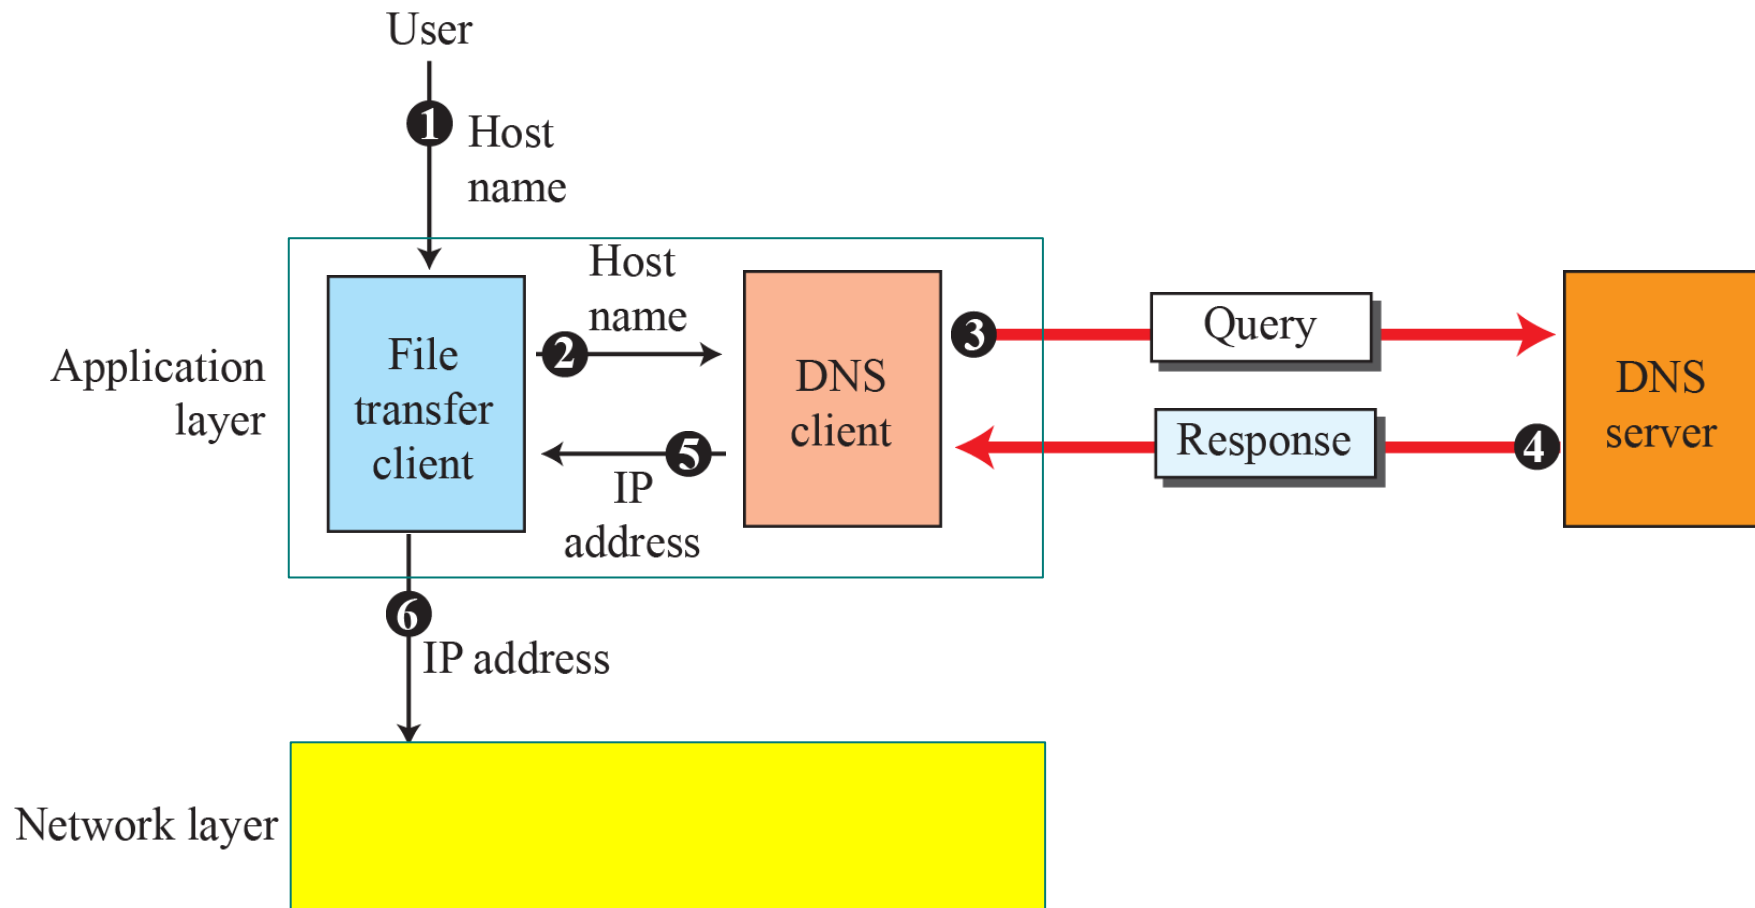 User
1
Host
name
Host
name
2
File
transfer
client
Application
layer
DNS
client
3
Query
DNS
server
Response
4
5
IP
address
6
IP address
Network layer